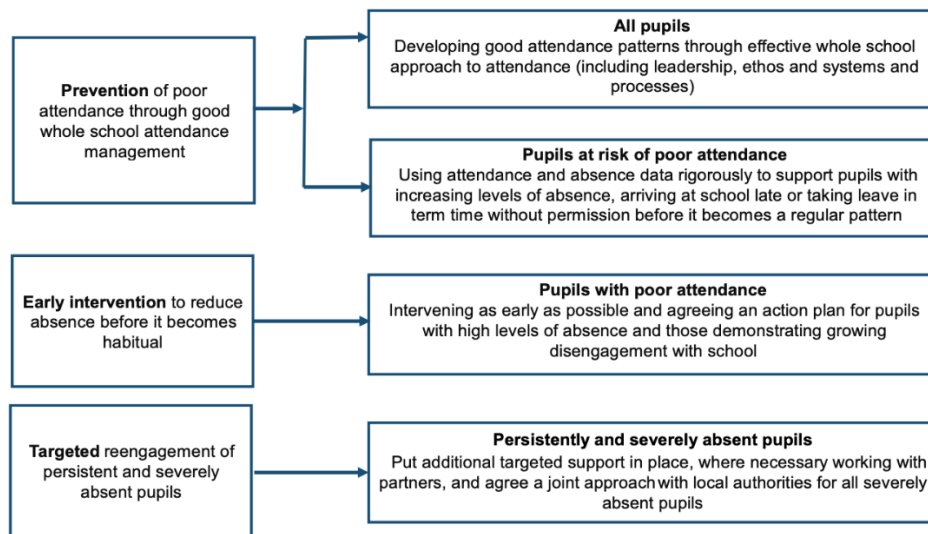 Prevention of poor
attendance through good
whole school attendance
management
All pupils
Developing good attendance patterns through effective whole school
approach to attendance (including leadership, ethos and systems and
processes)
Pupils at risk of poor attendance
Using attendance and absence data rigorously to support pupils with
increasing levels of absence, arriving at school late or taking leave in
term time without permission before it becomes a regular pattern
Early intervention to reduce
absence before it becomes
habitual
Pupils with poor attendance
Intervening as early as possible and agreeing an action plan for pupils
with high levels of absence and those demonstrating growing
disengagement with school
Targeted reengagement of
persistent and severely
absent pupils
Persistently and severely absent pupils
Put additional targeted support in place, where necessary working with
partners, and agree a joint approach with local authorities for all severely
absent pupils